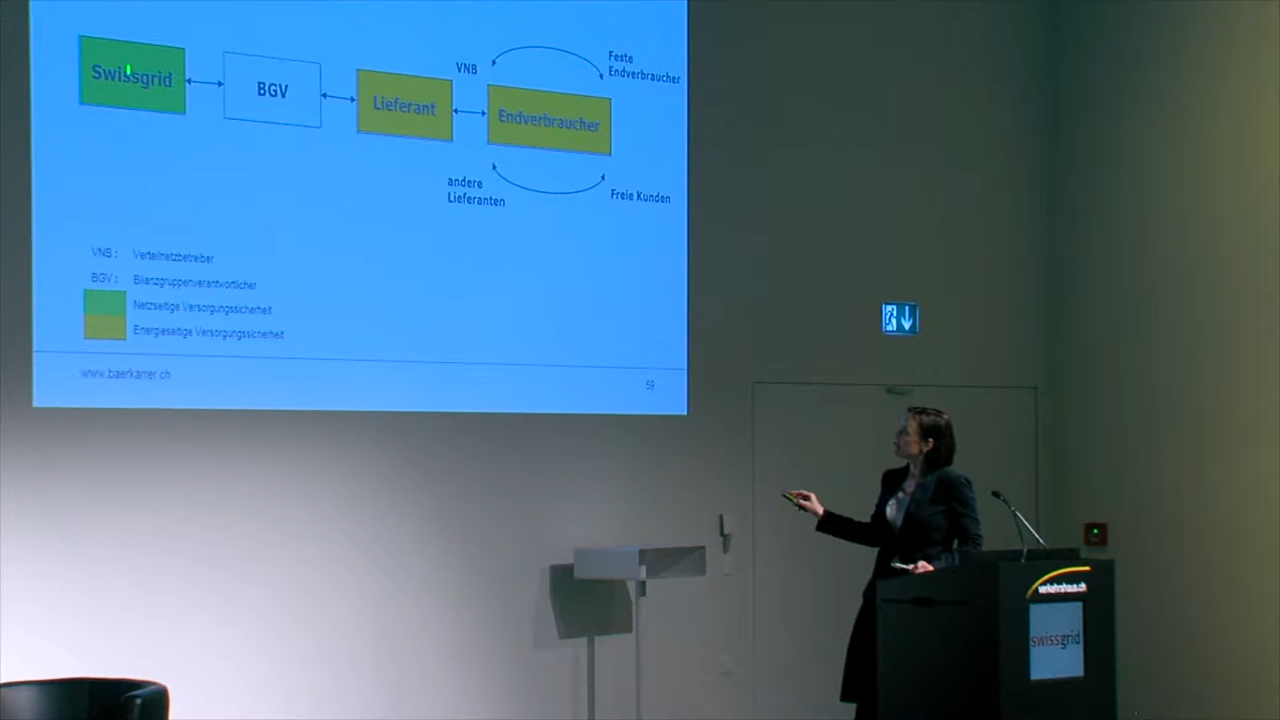 Swissgrid
BGV
Lieferant
VNB
Endverbraucher
Feste
Endverbraucher
andere
Lieferanten
Freie Kunden
VNB : Verteilnetzbetreiber
BGV : Bilanzgruppenverantwortlicher
Netzseitige Versorgungssicherheit
Energieseitige Versorgungssicherheit
www.baerkarrer.ch
59
verkehrshaus.ch
swissgrid